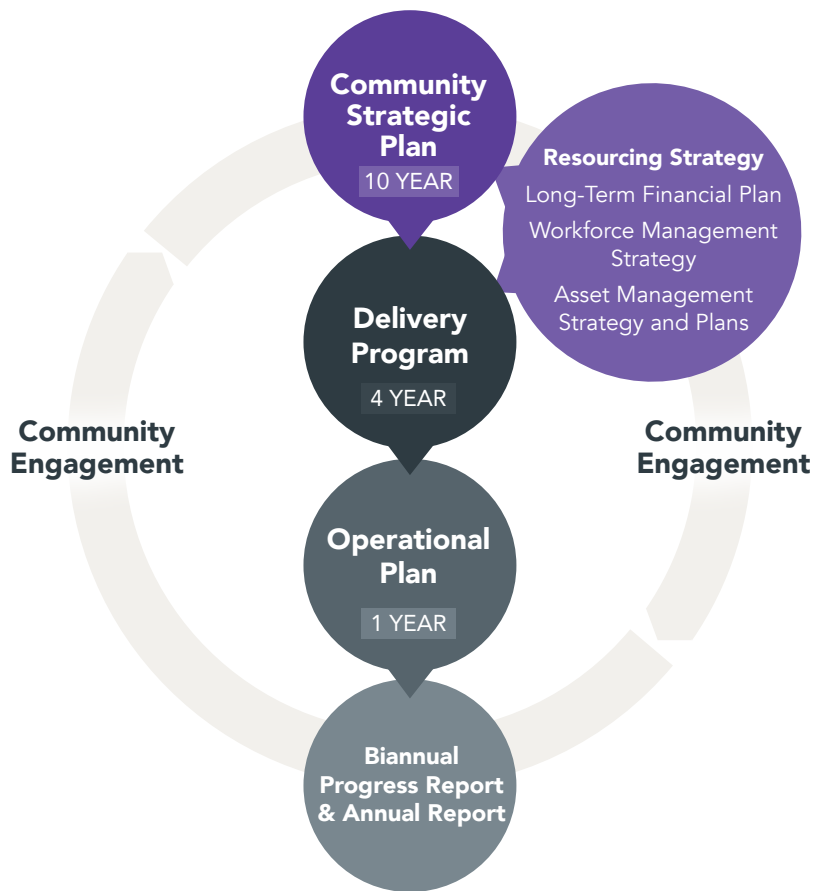 Community
Strategic
Plan
10 YEAR
Resourcing Strategy
Long-Term Financial Plan
Workforce Management
Strategy
Asset Management
Strategy and Plans
Delivery
Program
4 YEAR
Community
Engagement
Community
Engagement
Operational
Plan
1 YEAR
Biannual
Progress Report
& Annual Report